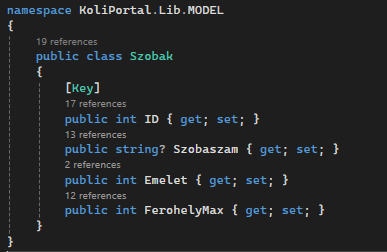 namespace KoliPortal.Lib.MODEL
{
19 references
public class Szobak
{
[Key]
17 references
public int ID { get; set; }
13 references
public string? Szobaszam { get; set; }
2 references
public int Emelet { get; set; }
12 references
public int FerohelyMax { get; set; }
}
}